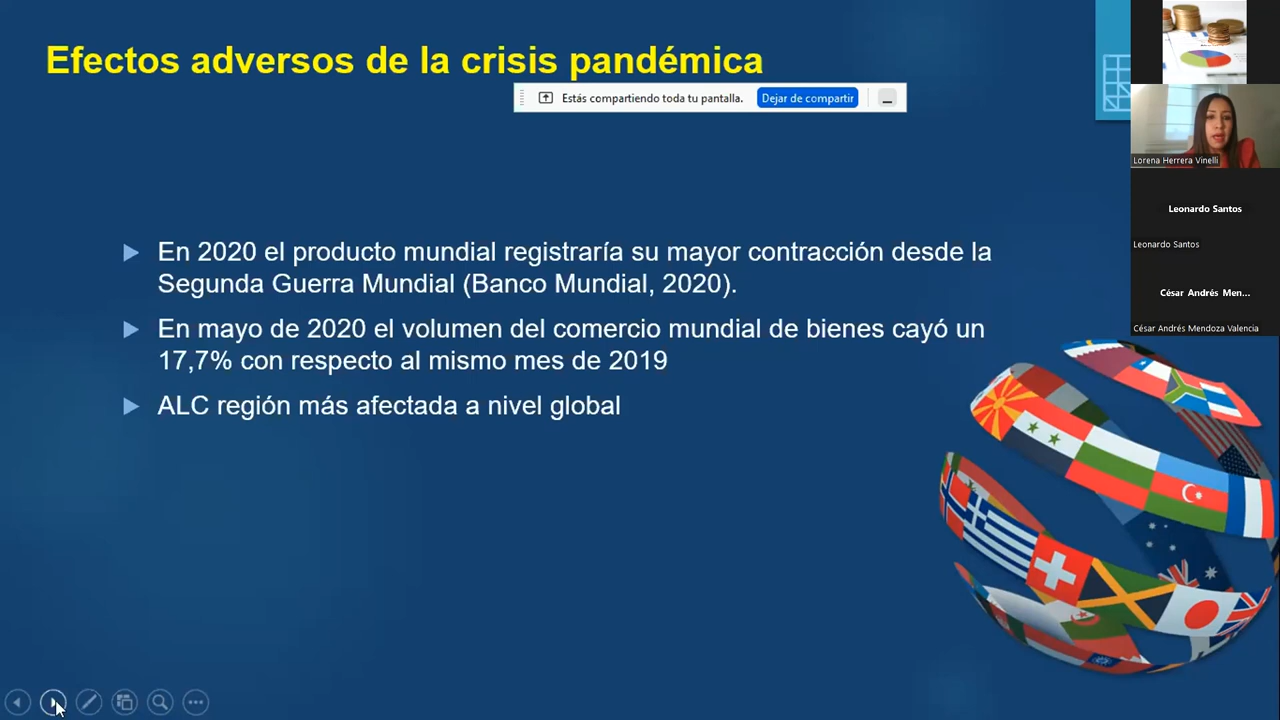 Efectos adversos de la crisis pandémica
Estás compartiendo toda tu pantalla. Dejar de compartir
En 2020 el producto mundial registraría su mayor contracción desde la
Segunda Guerra Mundial (Banco Mundial, 2020).
En mayo de 2020 el volumen del comercio mundial de bienes cayó un
17,7% con respecto al mismo mes de 2019
ALC región más afectada a nivel global
Lorena Herrera Vinelli
Leonardo Santos
Leonardo Santos
César Andrés Men...
César Andrés Mendoza Valencia